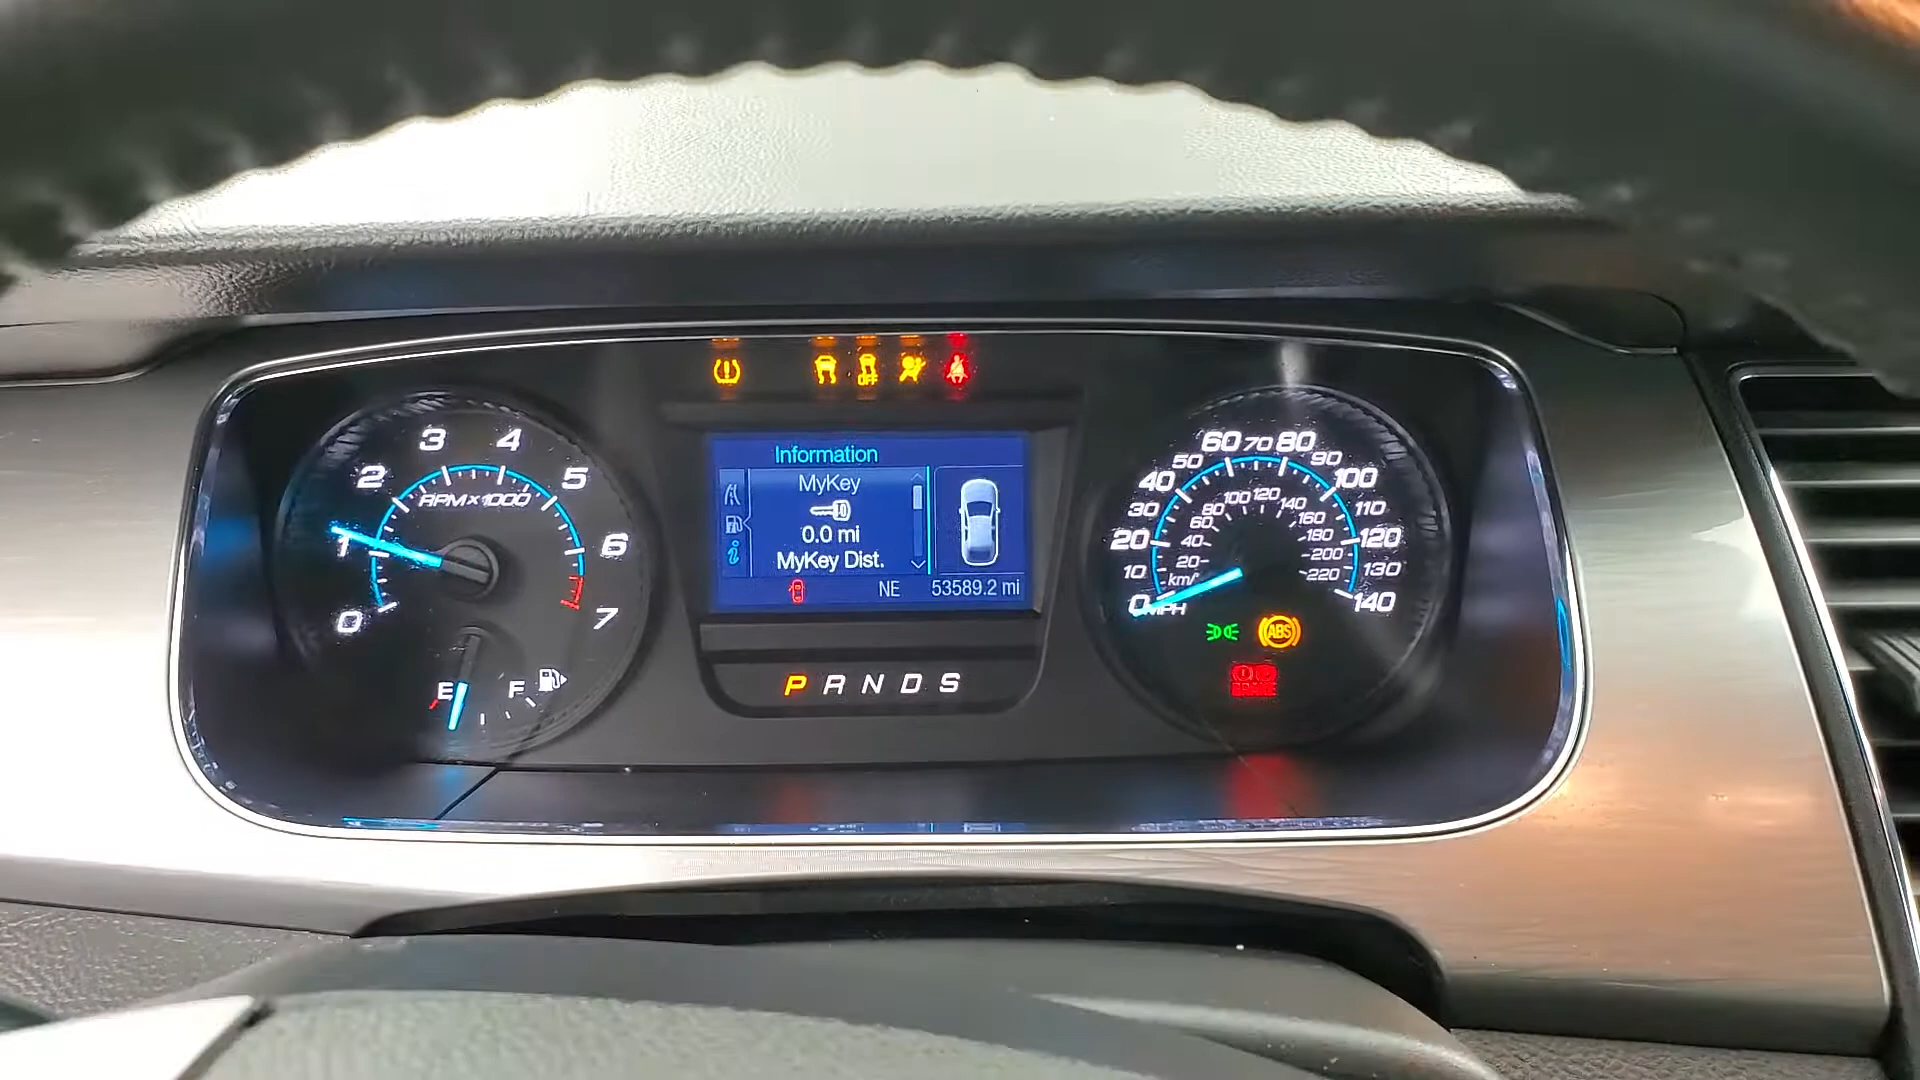 OFF
Information
MyKey
0.0 mi
MyKey Dist.
NE 53589.2 mi
P R N D S
0 1 2 3 4 5 6 7
RPMx1000
E F
0 10 20 30 40 50 60 70 80 90 100 110 120 130 140
MPH
20 40 60 80 100 120 140 160 180 200 220
km/
ABS
BRAKE